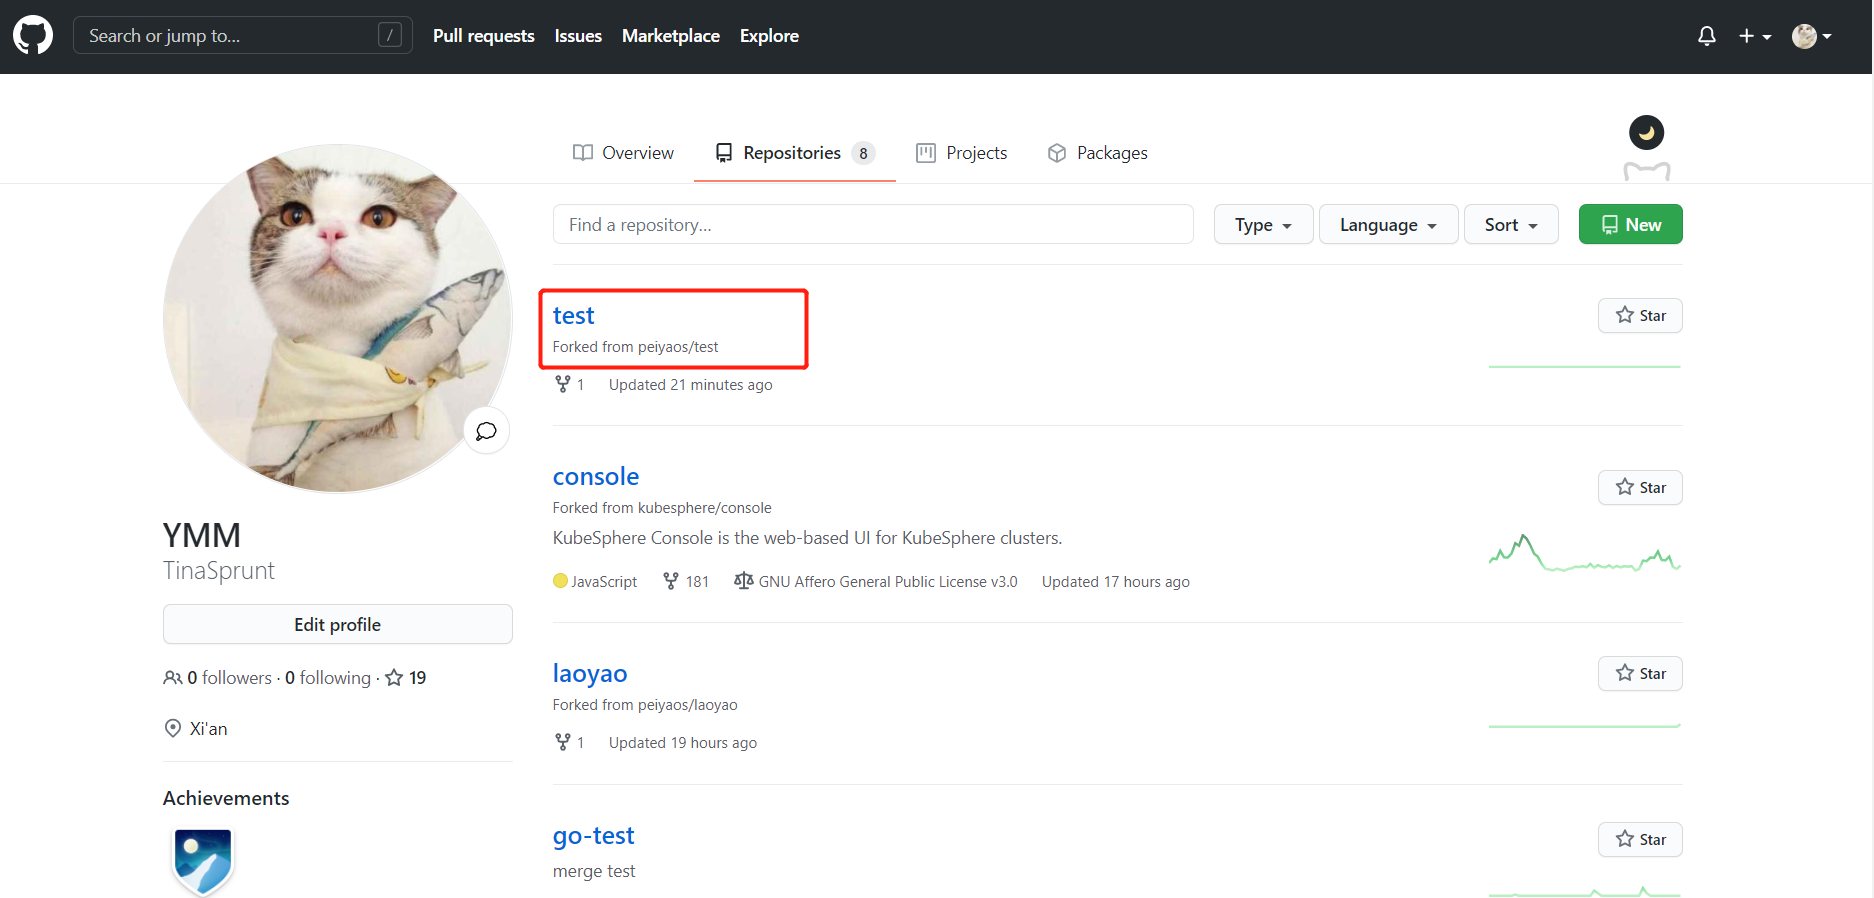 Search or jump to... /
Pull requests Issues Marketplace Explore
Overview Repositories 8 Projects Packages
Find a repository... Type Language Sort New
test
Forked from peiyaos/test
1 Updated 21 minutes ago
Star
console
Forked from kubesphere/console
KubeSphere Console is the web-based UI for KubeSphere clusters.
JavaScript 181 GNU Affero General Public License v3.0 Updated 17 hours ago
Star
laoyao
Forked from peiyaos/laoyao
1 Updated 19 hours ago
Star
go-test
merge test
Star
YMM
TinaSprunt
Edit profile
0 followers · 0 following · 19
Xi'an
Achievements